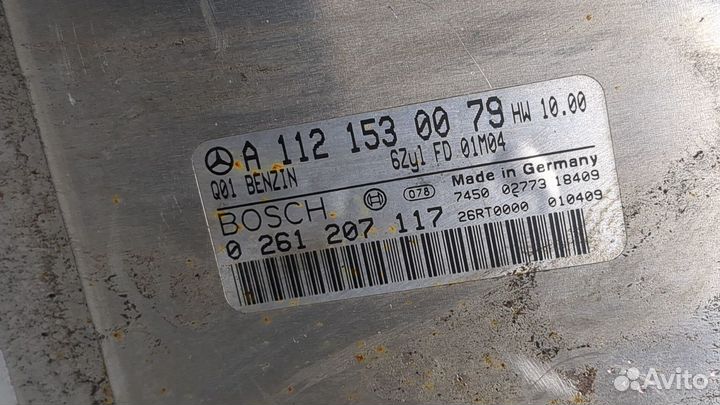 A 112 153 00 79 HW 10.00
Q01 BENZIN 6Zyl FD 01M04
Made in Germany
078 7450 02773 18409
BOSCH 26RT0000 010409
0 261 207 117
Avito